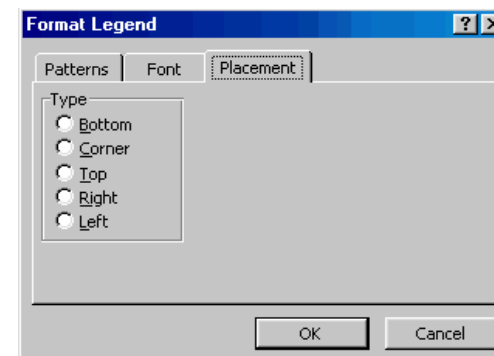 Format Legend
Patterns Font Placement
Type
Bottom
Corner
Top
Right
Left
OK Cancel